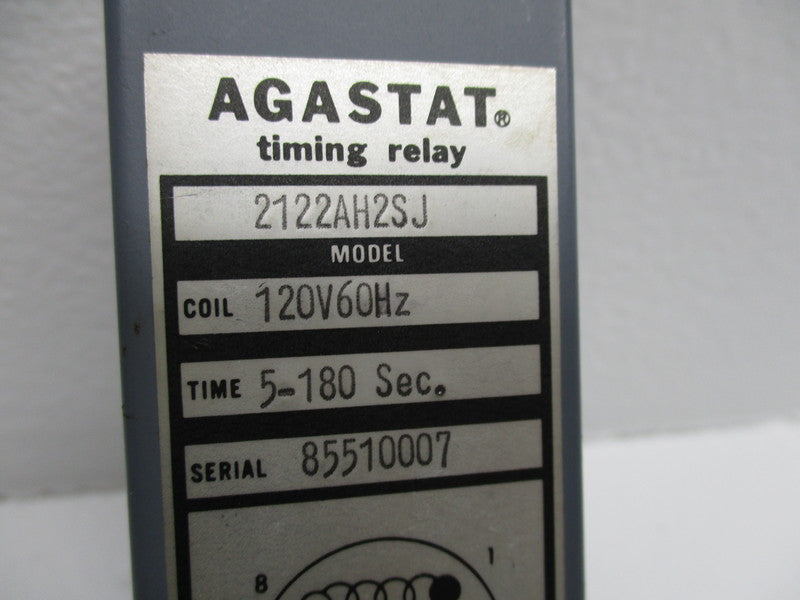 AGASTAT®
timing relay
2122AH2SJ
MODEL
COIL 120V60Hz
TIME 5-180 Sec.
SERIAL 85510007
8 1